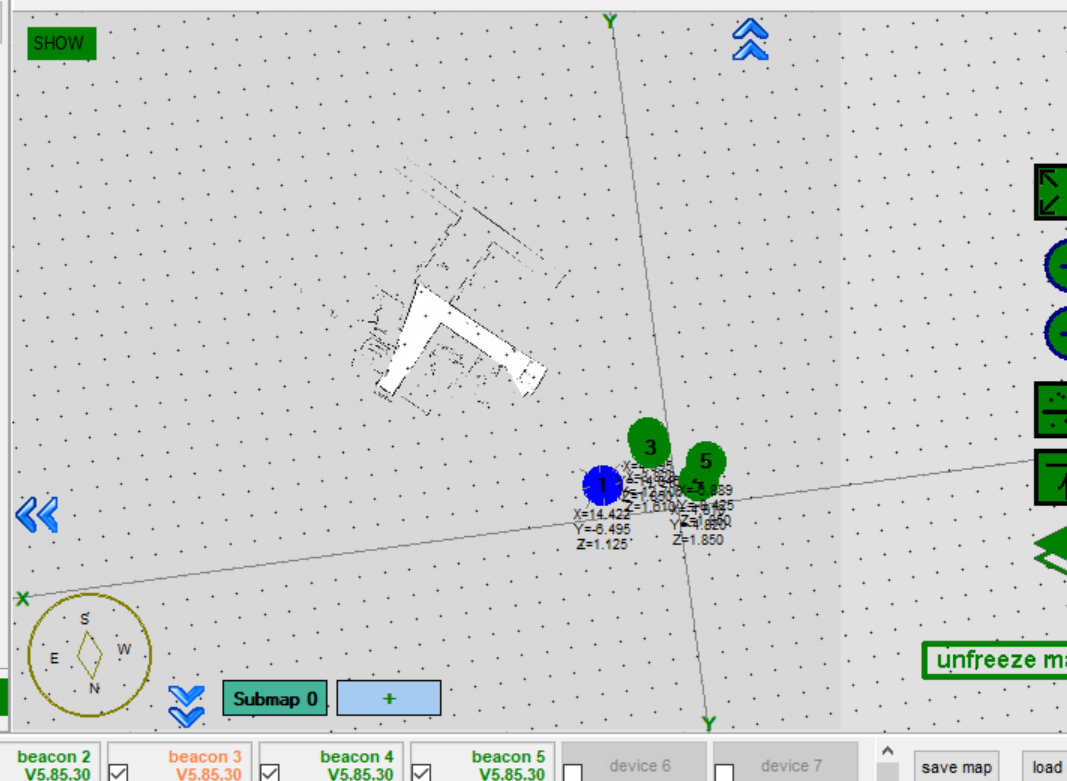 Y
SHOW
3
5
1
X=14.422
Y=-6.495
Z=1.125
Z=1.850
X
Y
S
E
W
N
Submap 0
+
unfreeze ma
beacon 2
V5.85.30
beacon 3
V5.85.30
beacon 4
V5.85.30
beacon 5
V5.85.30
device 6
device 7
save map
load